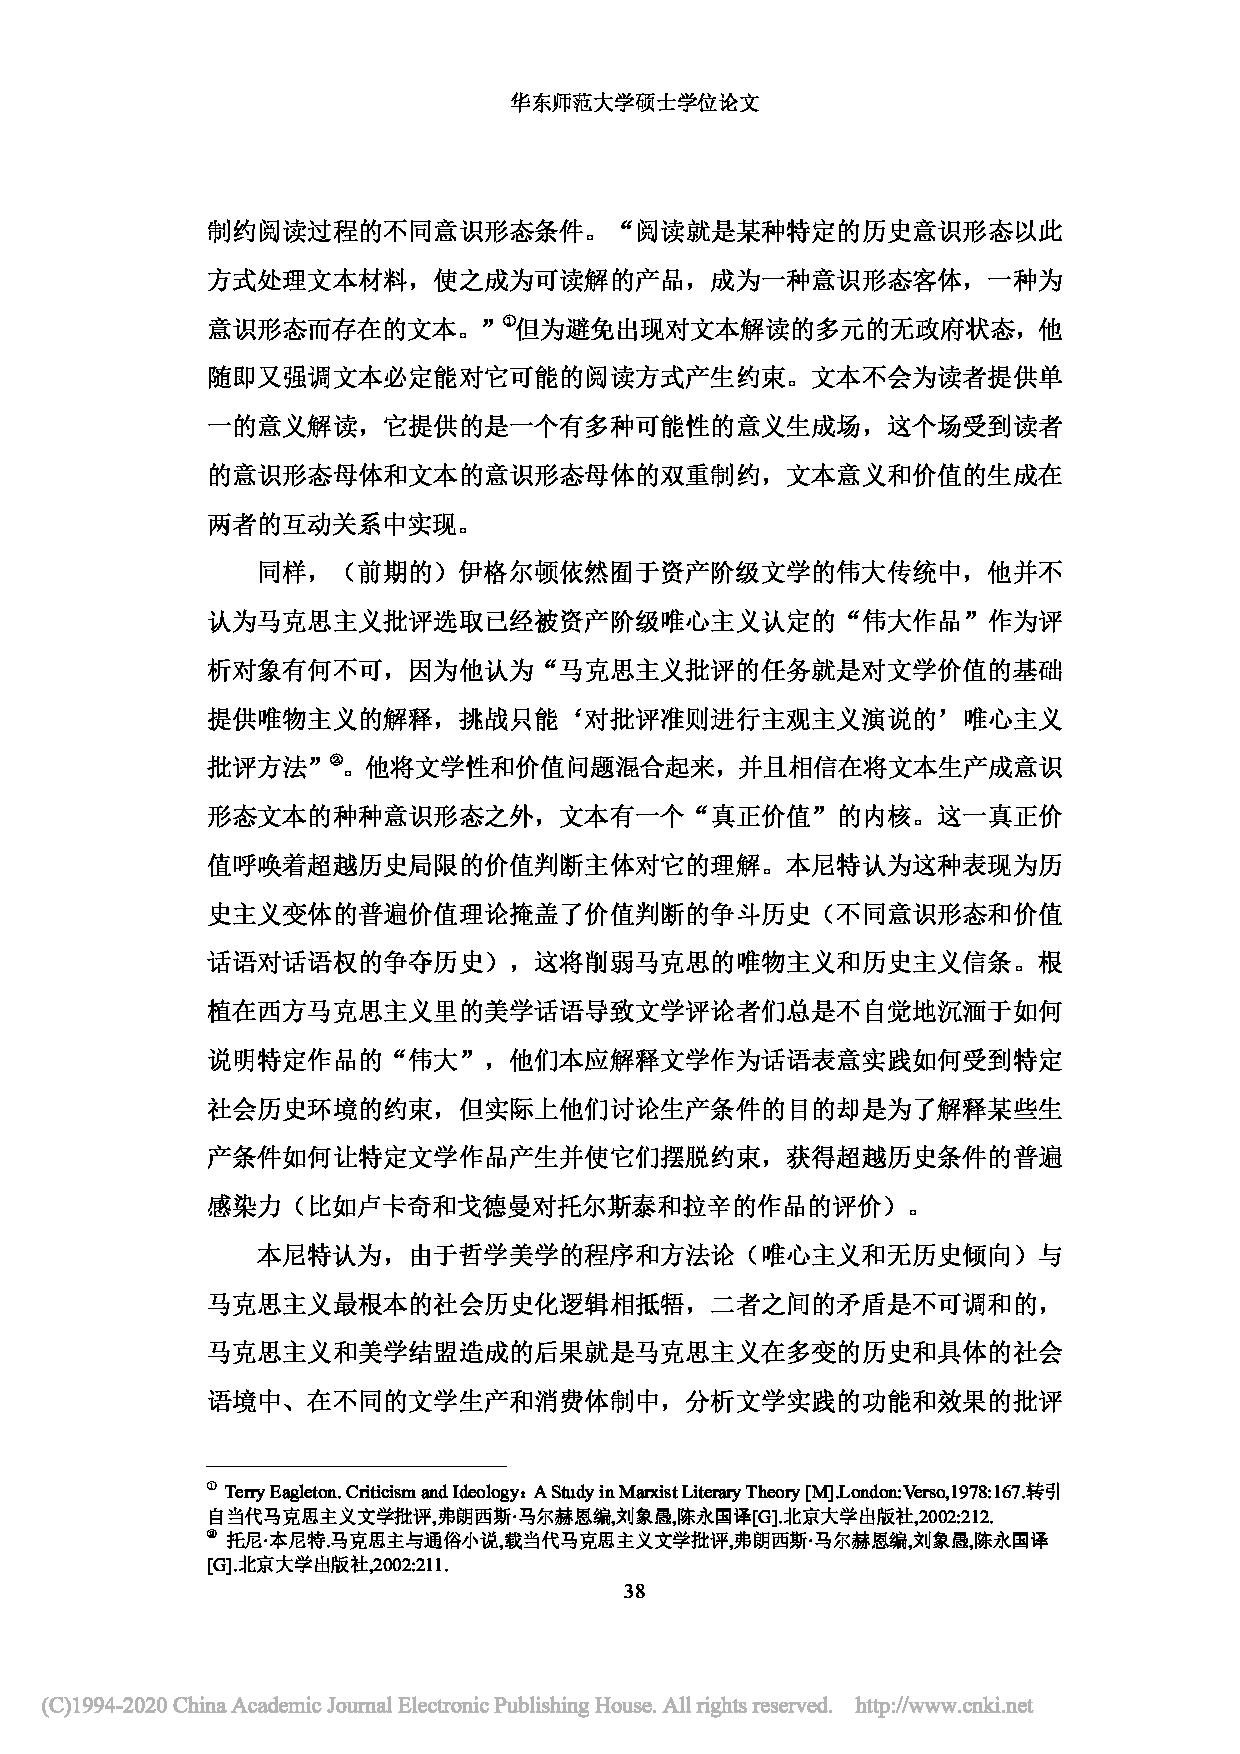 华东师范大学硕士学位论文
制约阅读过程的不同意识形态条件。“阅读就是某种特定的历史意识形态以此
方式处理文本材料，使之成为可读解的产品，成为一种意识形态客体，一种为
意识形态而存在的文本。”①但为避免出现对文本解读的多元的无政府状态，他
随即又强调文本必定能对它可能的阅读方式产生约束。文本不会为读者提供单
一的意义解读，它提供的是一个有多种可能性的意义生成场，这个场受到读者
的意识形态母体和文本的意识形态母体的双重制约，文本意义和价值的生成在
两者的互动关系中实现。
同样，（前期的）伊格尔顿依然囿于资产阶级文学的伟大传统中，他并不
认为马克思主义批评选取已经被资产阶级唯心主义认定的“伟大作品”作为评
析对象有何不可，因为他认为“马克思主义批评的任务就是对文学价值的基础
提供唯物主义的解释，挑战只能‘对批评准则进行主观主义演说的’唯心主义
批评方法”②。他将文学性和价值问题混合起来，并且相信在将文本生产成意识
形态文本的种种意识形态之外，文本有一个“真正价值”的内核。这一真正价
值呼唤着超越历史局限的价值判断主体对它的理解。本尼特认为这种表现为历
史主义变体的普遍价值理论掩盖了价值判断的争斗历史（不同意识形态和价值
话语对话语权的争夺历史），这将削弱马克思的唯物主义和历史主义信条。根
植在西方马克思主义里的美学话语导致文学评论者们总是不自觉地沉湎于如何
说明特定作品的“伟大”，他们本应解释文学作为话语表意实践如何受到特定
社会历史环境的约束，但实际上他们讨论生产条件的目的却是为了解释某些生
产条件如何让特定文学作品产生并使它们摆脱约束，获得超越历史条件的普遍
感染力（比如卢卡奇和戈德曼对托尔斯泰和拉辛的作品的评价）。
本尼特认为，由于哲学美学的程序和方法论（唯心主义和无历史倾向）与
马克思主义最根本的社会历史化逻辑相抵牾，二者之间的矛盾是不可调和的，
马克思主义和美学结盟造成的后果就是马克思主义在多变的历史和具体的社会
语境中、在不同的文学生产和消费体制中，分析文学实践的功能和效果的批评
① Terry Eagleton. Criticism and Ideology：A Study in Marxist Literary Theory [M].London:Verso,1978:167.转引
自当代马克思主义文学批评,弗朗西斯·马尔赫恩编,刘象愚,陈永国译[G].北京大学出版社,2002:212.
② 托尼·本尼特.马克思主与通俗小说,载当代马克思主义文学批评,弗朗西斯·马尔赫恩编,刘象愚,陈永国译
[G].北京大学出版社,2002:211.
38
(C)1994-2020 China Academic Journal Electronic Publishing House. All rights reserved. http://www.cnki.net